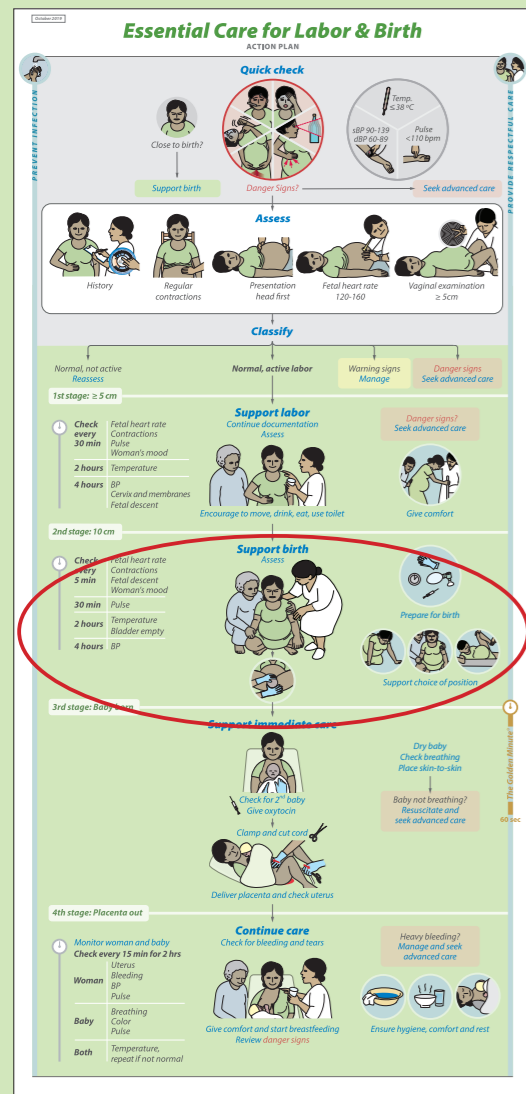 October 2019
Essential Care for Labor & Birth
ACTION PLAN
PREVENT INFECTION
PROVIDE RESPECTFUL CARE
Quick check
Close to birth?
Temp.
≤38 ºC
sBP 90-139
dBP 60-89
Pulse
<110 bpm
Support birth
Danger Signs?
Seek advanced care
Assess
History
Regular
contractions
Presentation
head first
Fetal heart rate
120-160
Vaginal examination
≥ 5cm
Classify
Normal, not active
Reassess
Normal, active labor
Warning signs
Manage
Danger signs
Seek advanced care
1st stage: ≥ 5 cm
Check every 30 min
Fetal heart rate
Contractions
Pulse
Woman's mood
2 hours Temperature
4 hours BP
Cervix and membranes
Fetal descent
Support labor
Continue documentation
Assess
Encourage to move, drink, eat, use toilet
Danger signs?
Seek advanced care
Give comfort
2nd stage: 10 cm
Check every 5 min
Fetal heart rate
Contractions
Fetal descent
Woman's mood
30 min Pulse
2 hours Temperature
Bladder empty
4 hours BP
Support birth
Assess
Prepare for birth
Support choice of position
3rd stage: Baby born
Support immediate care
Check for 2nd baby
Give oxytocin
Clamp and cut cord
Deliver placenta and check uterus
Dry baby
Check breathing
Place skin-to-skin
Baby not breathing?
Resuscitate and
seek advanced care
The Golden Minute®
60 sec
4th stage: Placenta out
Monitor woman and baby
Check every 15 min for 2 hrs
Woman
Uterus
Bleeding
BP
Pulse
Baby
Breathing
Color
Pulse
Both
Temperature,
repeat if not normal
Continue care
Check for bleeding and tears
Give comfort and start breastfeeding
Review danger signs
Heavy bleeding?
Manage and seek
advanced care
Ensure hygiene, comfort and rest